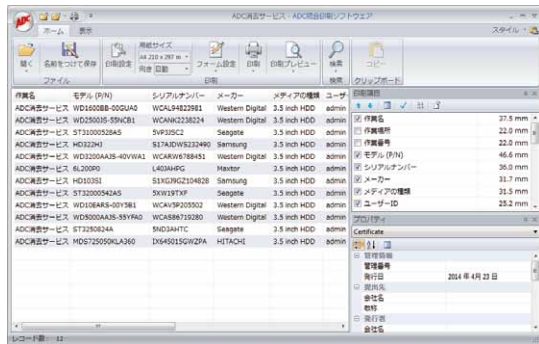 ADC消去サービス - ADC統合印刷ソフトウェア
ホーム 表示 スタイル
開く 名前をつけて保存 印刷設定 用紙サイズ A4 210 x 297 m 向き 自動 フォーム設定 印刷 印刷プレビュー 検索 コピー
ファイル 印刷 検索 クリップボード
作業名 モデル (P/N) シリアルナンバー メーカー メディアの種類 ユーザー
ADC消去サービス WD1600BB-00GUA0 WCAL94823981 Western Digital 3.5 inch HDD admin
ADC消去サービス WD2500JS-55NCB1 WCANK2238224 Western Digital 3.5 inch HDD admin
ADC消去サービス ST31000528AS 5VP3JSC2 Seagate 3.5 inch HDD admin
ADC消去サービス HD322HJ S17AJDWS232490 Samsung 3.5 inch HDD admin
ADC消去サービス WD3200AAJS-40VWA1 WCARW6788451 Western Digital 3.5 inch HDD admin
ADC消去サービス 6L200P0 L403AHPG Maxtor 3.5 inch HDD admin
ADC消去サービス HD103SI S1XGJ9GZ104828 Samsung 3.5 inch HDD admin
ADC消去サービス ST32000542AS 5XW19TXF Seagate 3.5 inch HDD admin
ADC消去サービス WD10EARS-00Y5B1 WCAV5P205502 Western Digital 3.5 inch HDD admin
ADC消去サービス WD5000AAJS-55YFA0 WCAS86719280 Western Digital 3.5 inch HDD admin
ADC消去サービス ST3250824A 5ND3AHTC Seagate 3.5 inch HDD admin
ADC消去サービス MDS725050KLA360 IX64501SGWZPA HITACHI 3.5 inch HDD admin
印刷項目
作業名 37.5 mm
作業場所 22.0 mm
作業番号 22.0 mm
モデル (P/N) 46.6 mm
シリアルナンバー 36.0 mm
メーカー 31.7 mm
メディアの種類 31.5 mm
ユーザーID 25.2 mm
プロパティ
Certificate
管理情報
管理番号
発行日 2014 年 4月 23 日
提出先
会社名
敬称
発行者
会社名
レコード数: 12